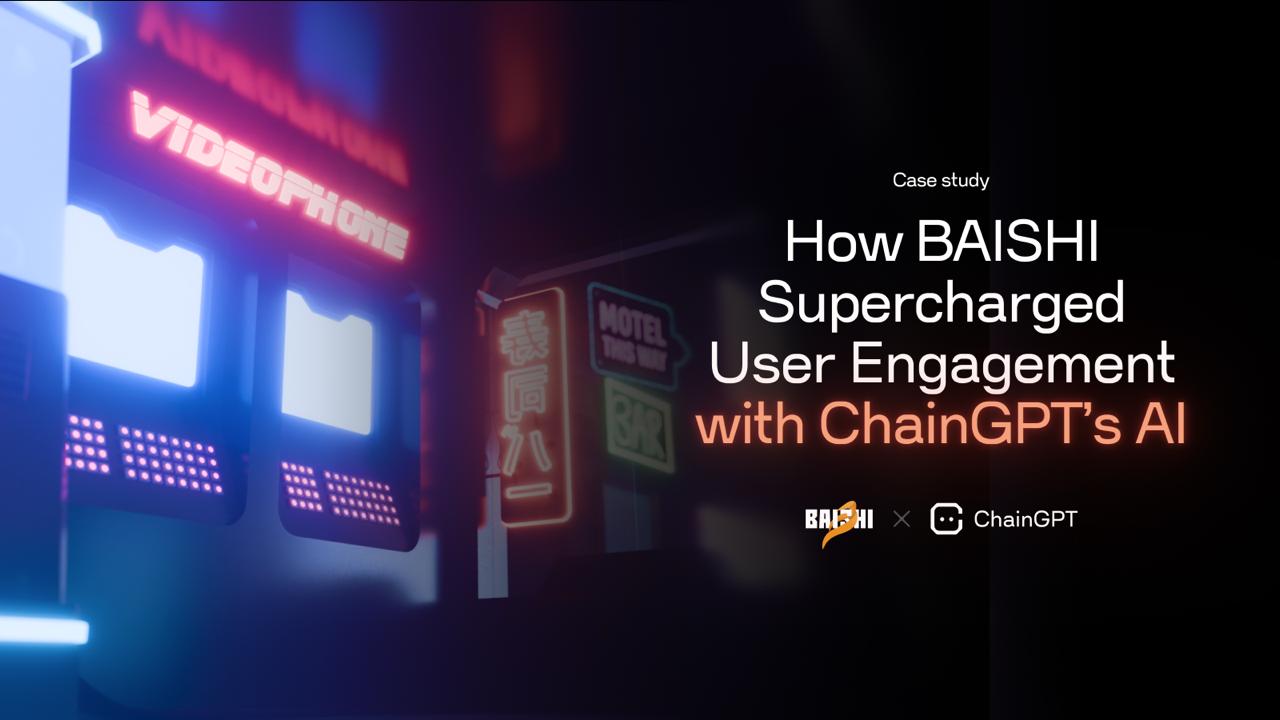 VIDEOPHONE
MOTEL
THIS WAY
BAR
Case study
How BAISHI
Supercharged
User Engagement
with ChainGPT's AI
BAISHI
ChainGPT